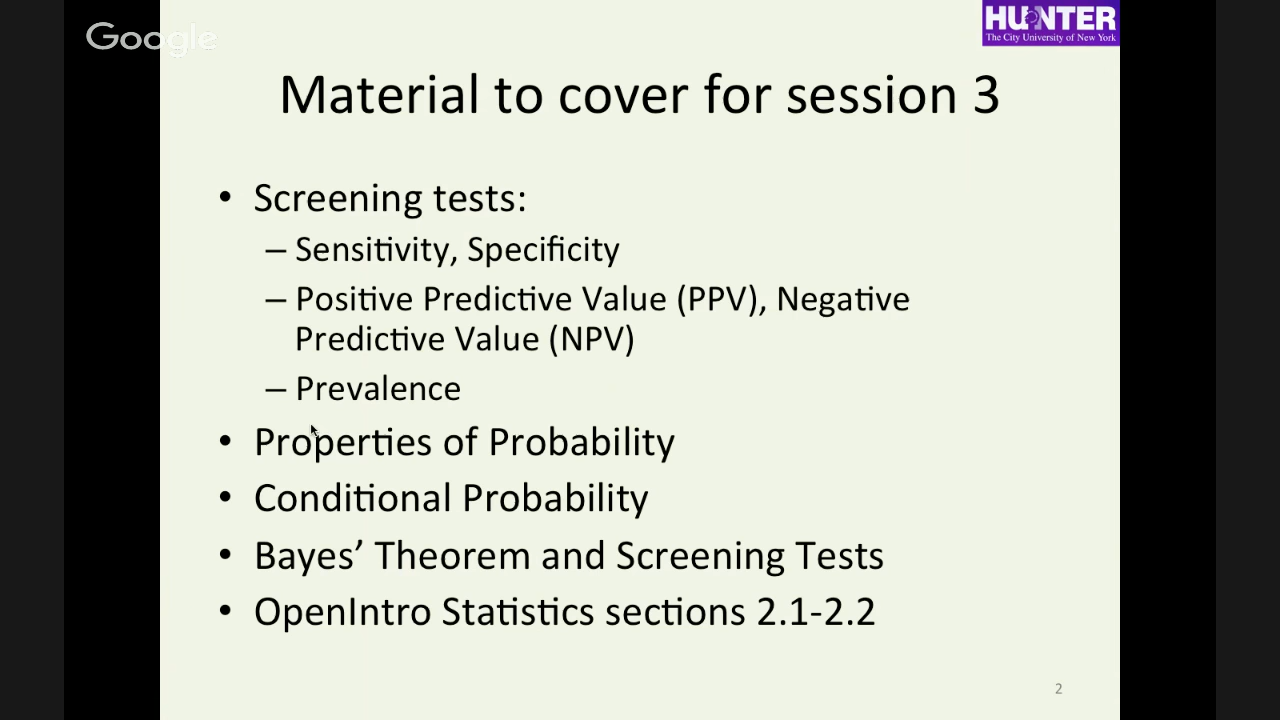 Google
HUNTER
The City University of New York
Material to cover for session 3
• Screening tests:
– Sensitivity, Specificity
– Positive Predictive Value (PPV), Negative
Predictive Value (NPV)
– Prevalence
• Properties of Probability
• Conditional Probability
• Bayes’ Theorem and Screening Tests
• OpenIntro Statistics sections 2.1-2.2
2